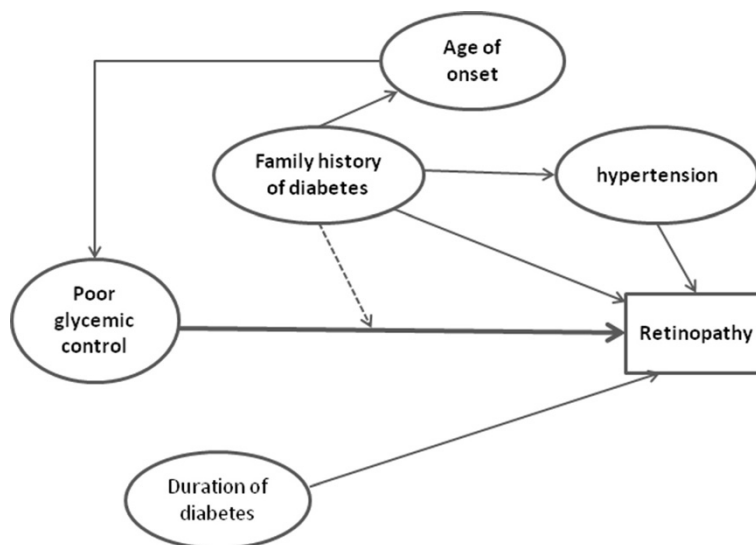 Age of
onset
Family history
of diabetes
hypertension
Poor
glycemic
control
Retinopathy
Duration of
diabetes